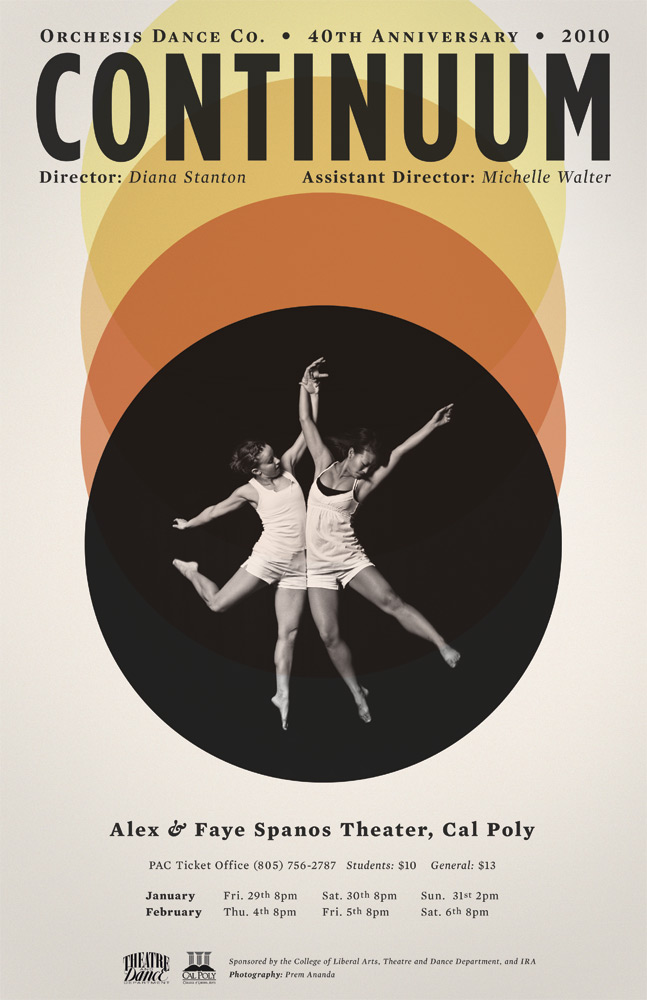 ORCHESIS DANCE CO. • 40TH ANNIVERSARY • 2010
CONTINUUM
Director: Diana Stanton Assistant Director: Michelle Walter
Alex & Faye Spanos Theater, Cal Poly
PAC Ticket Office (805) 756-2787 Students: $10 General: $13
January Fri. 29th 8pm Sat. 30th 8pm Sun. 31st 2pm
February Thu. 4th 8pm Fri. 5th 8pm Sat. 6th 8pm
THEATRE
Dance
DEPARTMENT
CAL POLY
Sponsored by the College of Liberal Arts, Theatre and Dance Department, and IRA
Photography: Prem Ananda